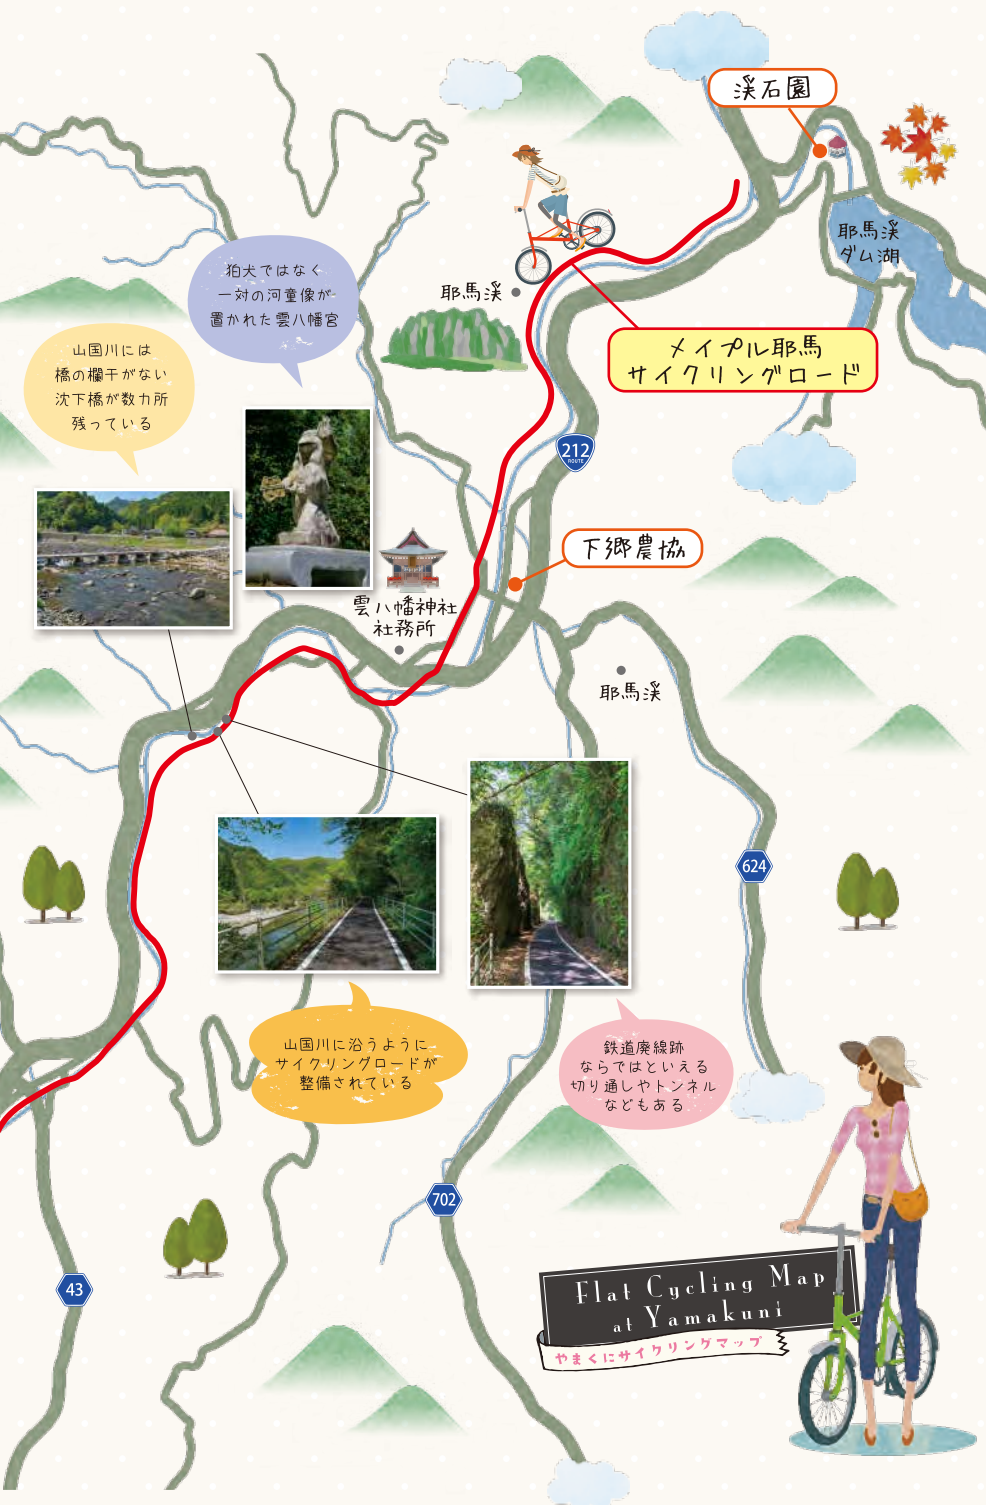 渓石園
耶馬渓
ダム湖
狛犬ではなく
一対の河童像が
置かれた雲八幡宮
耶馬渓
山国川には
橋の欄干がない
沈下橋が数カ所
残っている
メイプル耶馬
サイクリングロード
212
ROUTE
下郷農協
雲八幡神社
社務所
耶馬渓
624
山国川に沿うように
サイクリングロードが
整備されている
鉄道廃線跡
ならではといえる
切り通しやトンネル
などもある
702
43
Flat Cycling Map
at Yamakuni
やまくにサイクリングマップ